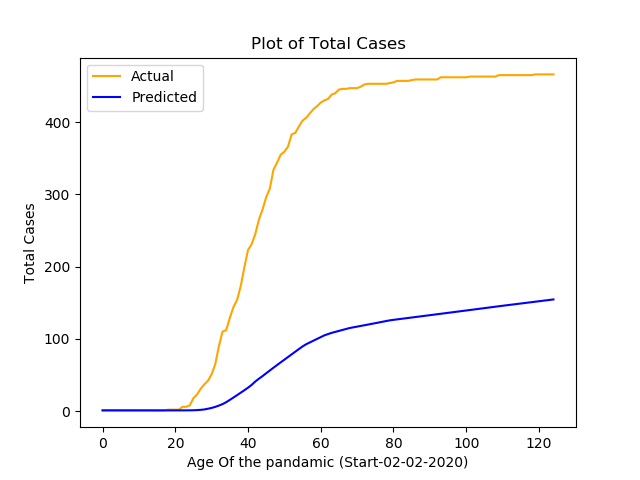 Plot of Total Cases
Actual
Predicted
Total Cases
400
300
200
100
0
0 20 40 60 80 100 120
Age Of the pandamic (Start-02-02-2020)